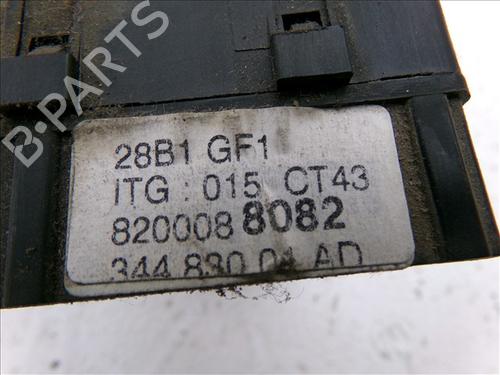 B-PARTS
28B1 GF1
ITG : 015 CT43
820008 8082
344 830 04 AD